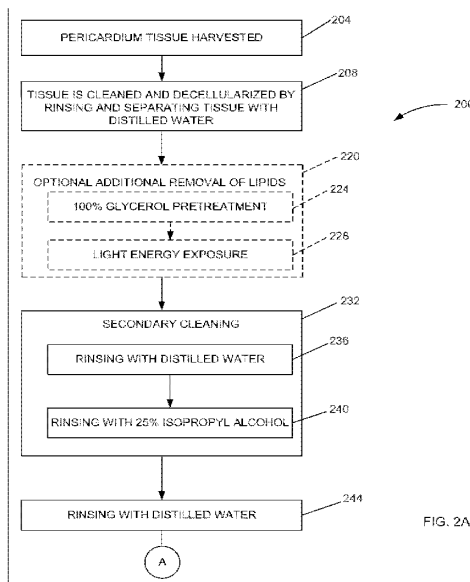 204
PERICARDIUM TISSUE HARVESTED
208
TISSUE IS CLEANED AND DECELLULARIZED BY
RINSING AND SEPARATING TISSUE WITH
DISTILLED WATER
200
220
OPTIONAL ADDITIONAL REMOVAL OF LIPIDS
224
100% GLYCEROL PRETREATMENT
228
LIGHT ENERGY EXPOSURE
232
SECONDARY CLEANING
236
RINSING WITH DISTILLED WATER
240
RINSING WITH 25% ISOPROPYL ALCOHOL
244
RINSING WITH DISTILLED WATER
FIG. 2A
A